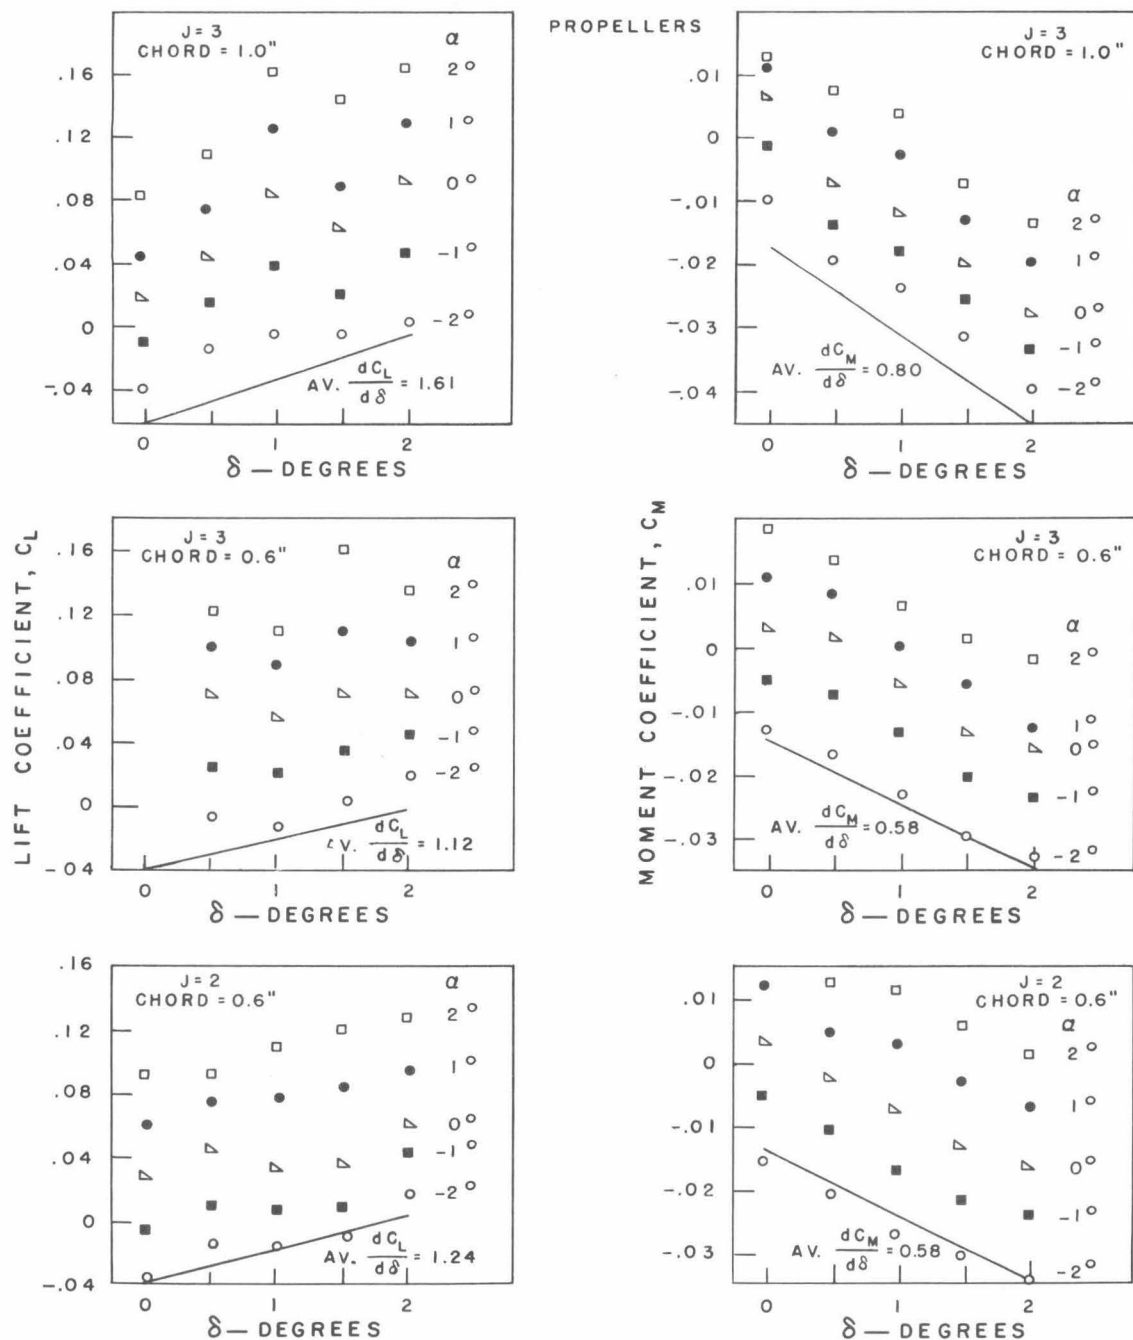 PROPELLERS
LIFT COEFFICIENT, C_L
MOMENT COEFFICIENT, C_M
J = 3
CHORD = 1.0"
α
2°
1°
0°
-1°
-2°
.16
.12
.08
.04
0
-.04
AV. dC_L/dδ = 1.61
0 1 2
δ — DEGREES
J = 3
CHORD = 1.0"
α
2°
1°
0°
-1°
-2°
.01
0
-.01
-.02
-.03
-.04
AV. dC_M/dδ = 0.80
0 1 2
δ — DEGREES
J = 3
CHORD = 0.6"
α
2°
1°
0°
-1°
-2°
.16
.12
.08
.04
0
-.04
V. dC_L/dδ = 1.12
0 1 2
δ — DEGREES
J = 3
CHORD = 0.6"
α
2°
1°
0°
-1°
-2°
.01
0
-.01
-.02
-.03
AV. dC_M/dδ = 0.58
0 1 2
δ — DEGREES
J = 2
CHORD = 0.6"
α
2°
1°
0°
-1°
-2°
.16
.12
.08
.04
0
-.04
AV. dC_L/dδ = 1.24
0 1 2
δ — DEGREES
J = 2
CHORD = 0.6"
α
2°
1°
0°
-1°
-2°
.01
0
-.01
-.02
-.03
AV. dC_M/dδ = 0.58
0 1 2
δ — DEGREES